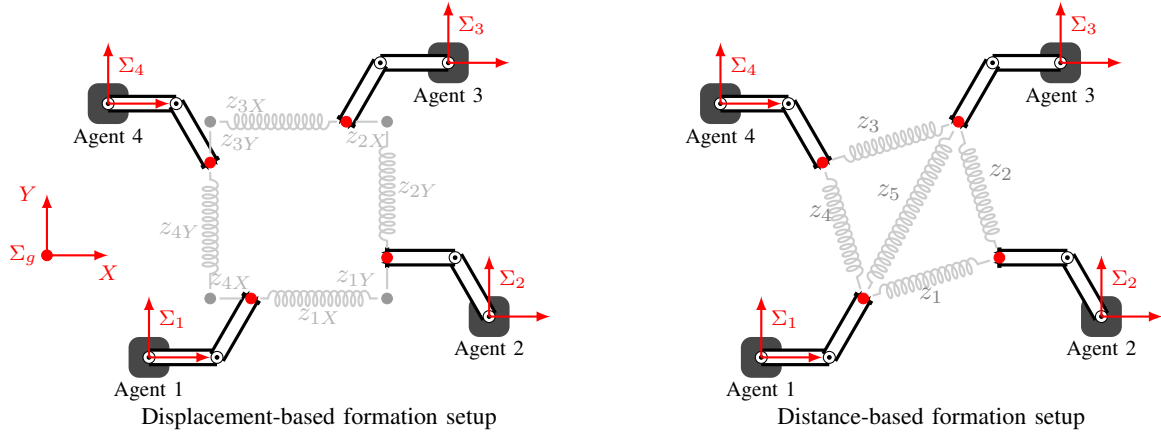 Σ₄
Agent 4
Σ₃
Agent 3
z₃X
z₃Y
z₂X
z₂Y
z₄Y
Y
Σg
X
z₄X
z₁Y
z₁X
Σ₁
Agent 1
Σ₂
Agent 2
Displacement-based formation setup
Σ₄
Agent 4
Σ₃
Agent 3
z₃
z₂
z₅
z₄
z₁
Σ₁
Agent 1
Σ₂
Agent 2
Distance-based formation setup